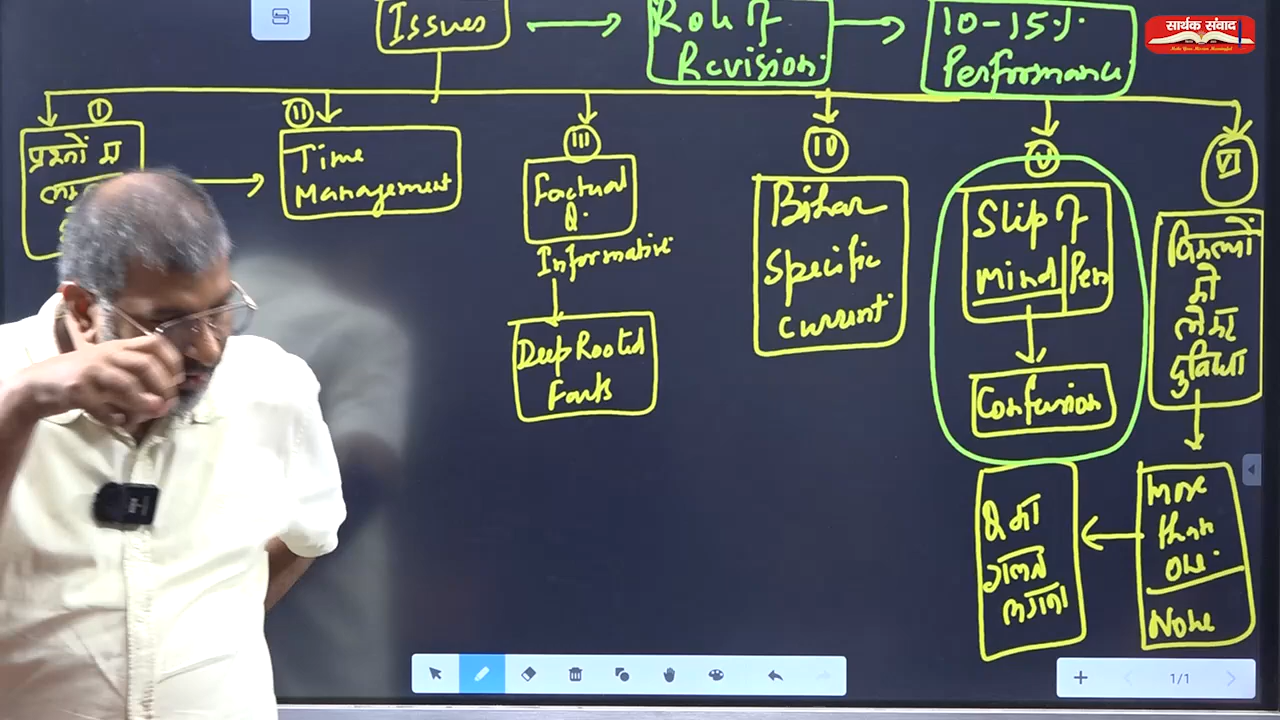 Issues
Role of
Revision
10-15%
Performance
सार्थक संवाद
I
प्रश्नों म
II
Time
Management
III
Factual
Q.
Informative
Deep Rooted
Facts
IV
Bihar
Specific
Current
V
Slip of
Mind/Pen
Confusion
VI
विकल्पों
को
लेकर
दुविधा
More
than
one.
None
Q का
गलत
लगना
1/1